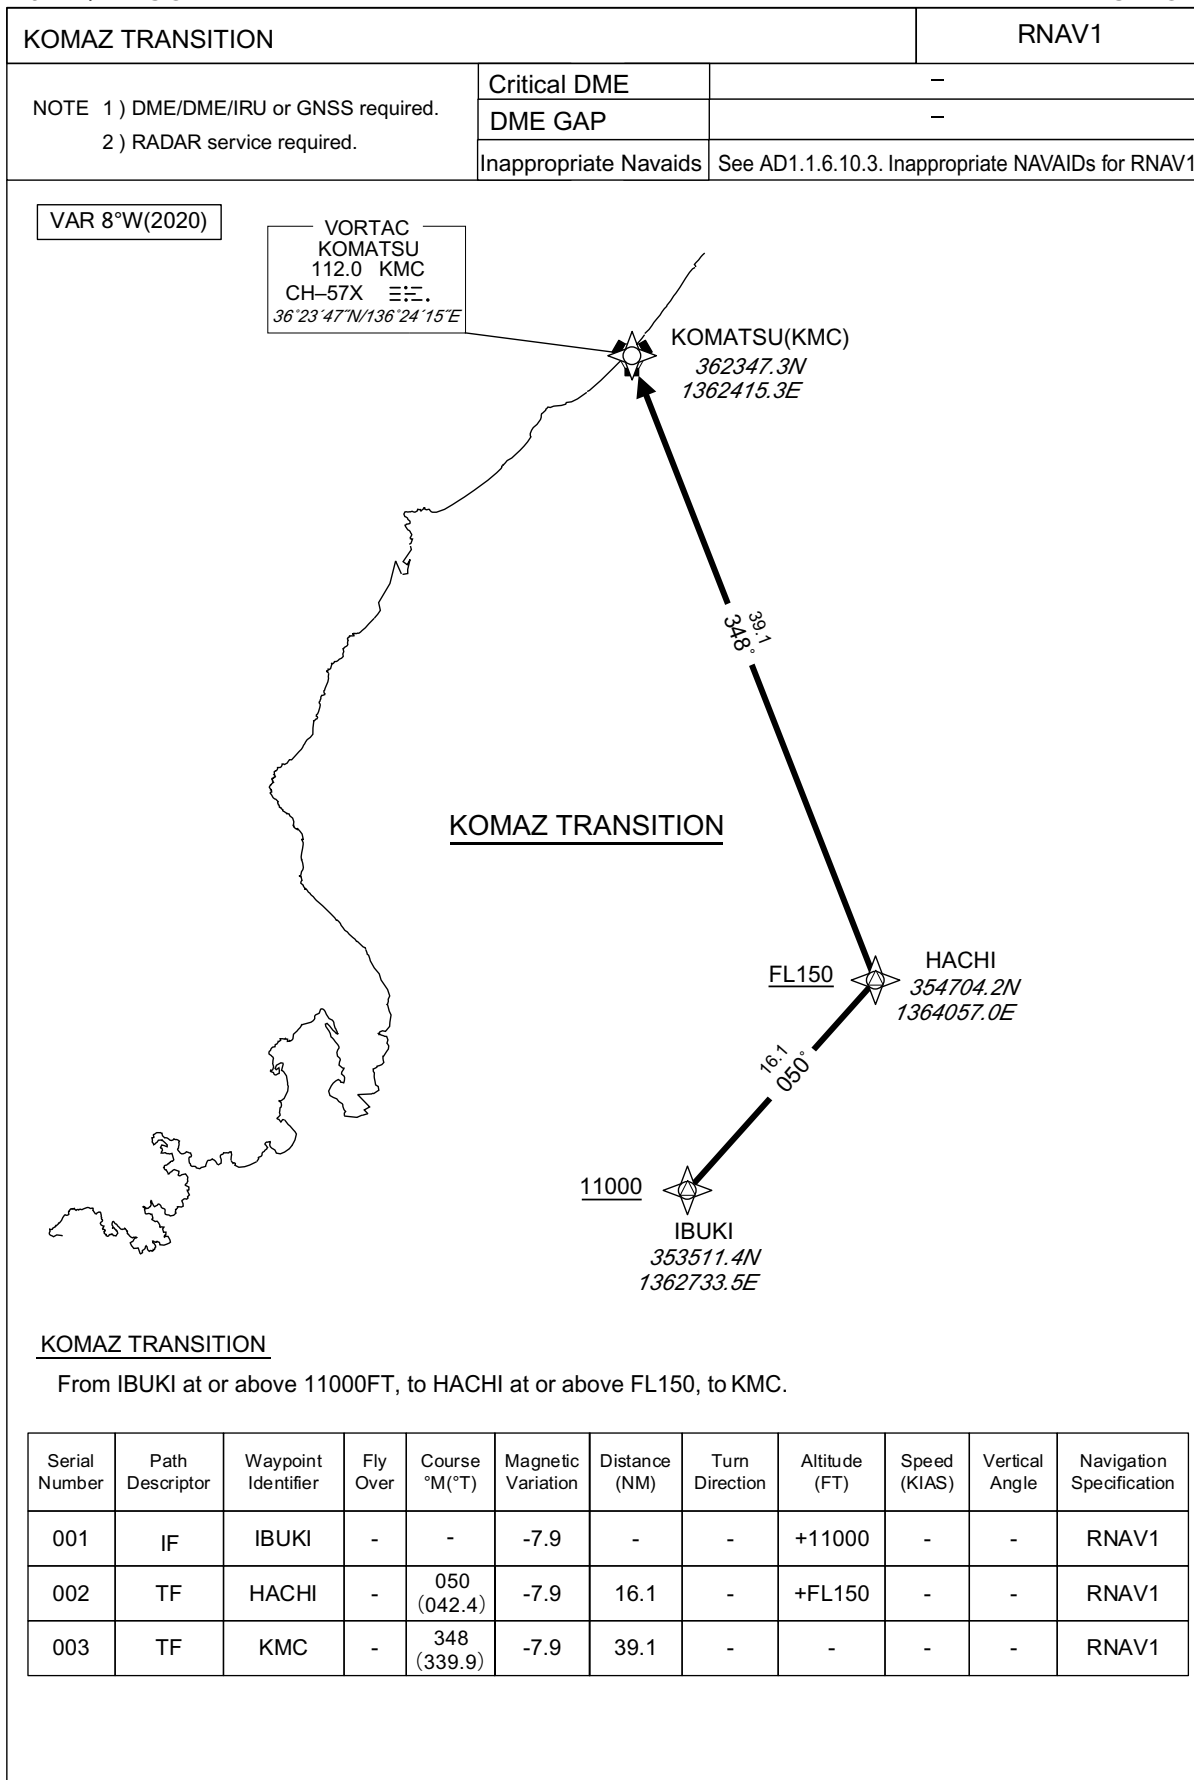 KOMAZ TRANSITION
RNAV1
NOTE 1 ) DME/DME/IRU or GNSS required.
2 ) RADAR service required.
Critical DME –
DME GAP –
Inappropriate Navaids See AD1.1.6.10.3. Inappropriate NAVAIDs for RNAV1
VAR 8°W(2020)
VORTAC
KOMATSU
112.0 KMC
CH–57X
36°23´47˝N/136°24´15˝E
KOMATSU(KMC)
362347.3N
1362415.3E
39.1
348°
KOMAZ TRANSITION
FL150
HACHI
354704.2N
1364057.0E
16.1
050°
11000
IBUKI
353511.4N
1362733.5E
KOMAZ TRANSITION
From IBUKI at or above 11000FT, to HACHI at or above FL150, to KMC.
Serial Number Path Descriptor Waypoint Identifier Fly Over Course °M(°T) Magnetic Variation Distance (NM) Turn Direction Altitude (FT) Speed (KIAS) Vertical Angle Navigation Specification
001 IF IBUKI - - -7.9 - - +11000 - - RNAV1
002 TF HACHI - 050 (042.4) -7.9 16.1 - +FL150 - - RNAV1
003 TF KMC - 348 (339.9) -7.9 39.1 - - - - RNAV1